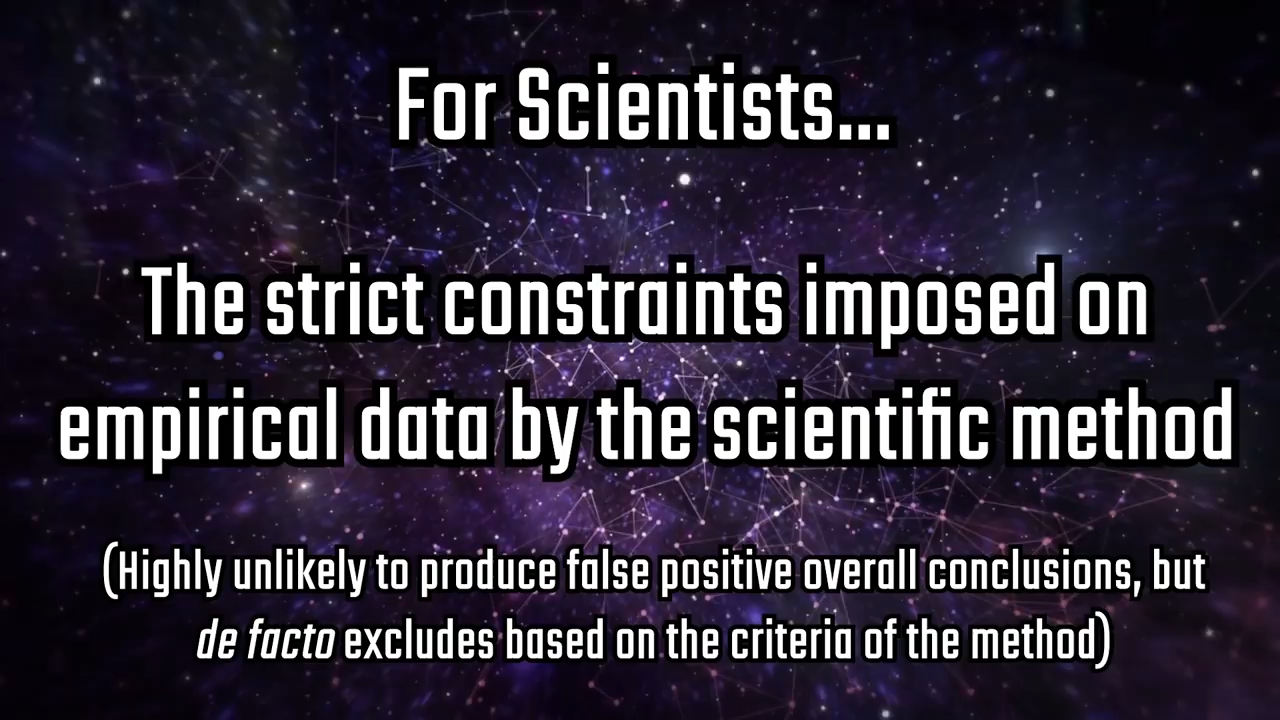 For Scientists...
The strict constraints imposed on
empirical data by the scientific method
(Highly unlikely to produce false positive overall conclusions, but
de facto excludes based on the criteria of the method)